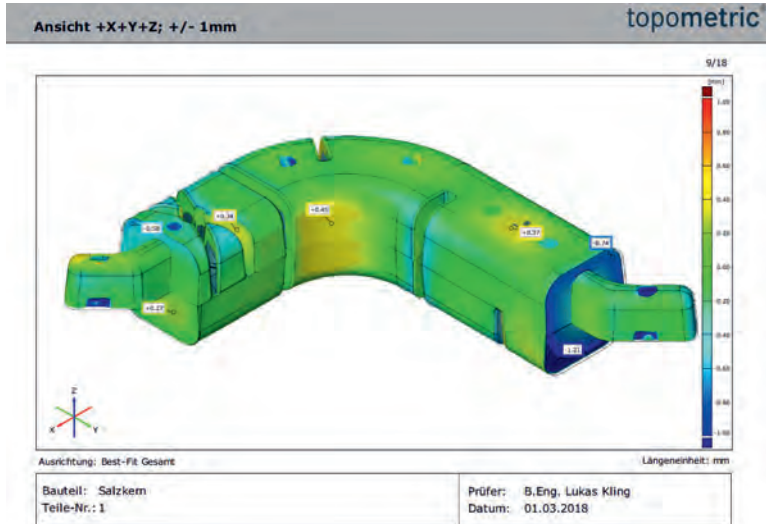 Ansicht +X+Y+Z; +/- 1mm
topometric
9/18
[mm]
1.00
0.80
0.60
0.40
0.20
0.00
-0.20
-0.40
-0.60
-0.80
-1.00
+0.34
+0.45
+0.37
-0.74
+0.27
-1.21
Z
X
Y
Ausrichtung: Best-Fit Gesamt
Längeneinheit: mm
Bauteil: Salzkern
Teile-Nr.: 1
Prüfer: B.Eng. Lukas Kling
Datum: 01.03.2018